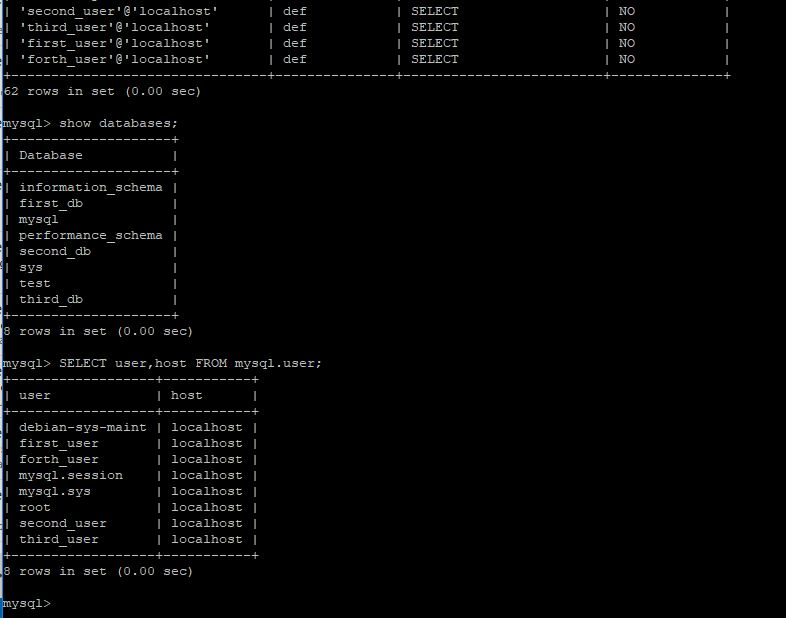 | 'second_user'@'localhost'      | def          | SELECT                  | NO           |
| 'third_user'@'localhost'       | def          | SELECT                  | NO           |
| 'first_user'@'localhost'       | def          | SELECT                  | NO           |
| 'forth_user'@'localhost'       | def          | SELECT                  | NO           |
+--------------------------------+---------------+-------------------------+--------------+
62 rows in set (0.00 sec)
mysql> show databases;
+--------------------+
| Database           |
+--------------------+
| information_schema |
| first_db           |
| mysql              |
| performance_schema |
| second_db          |
| sys                |
| test               |
| third_db           |
+--------------------+
8 rows in set (0.00 sec)
mysql> SELECT user,host FROM mysql.user;
+------------------+-----------+
| user             | host      |
+------------------+-----------+
| debian-sys-maint | localhost |
| first_user       | localhost |
| forth_user       | localhost |
| mysql.session    | localhost |
| mysql.sys        | localhost |
| root             | localhost |
| second_user      | localhost |
| third_user       | localhost |
+------------------+-----------+
8 rows in set (0.00 sec)
mysql>